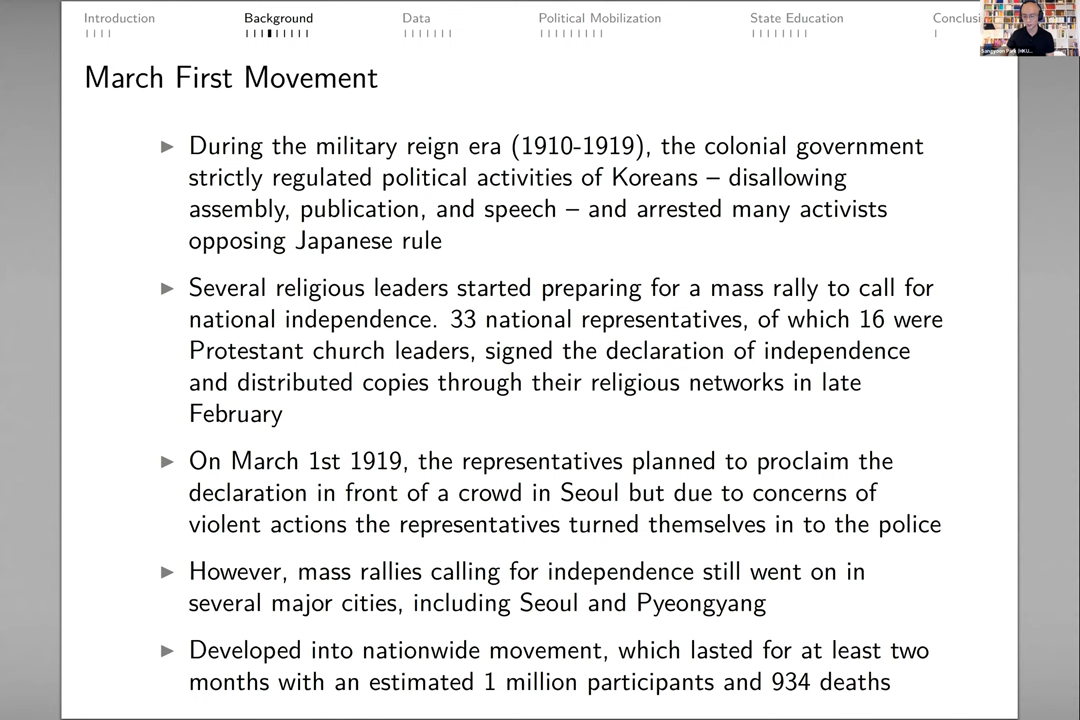 Introduction
Background
Data
Political Mobilization
State Education
Conclusi
March First Movement
During the military reign era (1910-1919), the colonial government
strictly regulated political activities of Koreans – disallowing
assembly, publication, and speech – and arrested many activists
opposing Japanese rule
Several religious leaders started preparing for a mass rally to call for
national independence. 33 national representatives, of which 16 were
Protestant church leaders, signed the declaration of independence
and distributed copies through their religious networks in late
February
On March 1st 1919, the representatives planned to proclaim the
declaration in front of a crowd in Seoul but due to concerns of
violent actions the representatives turned themselves in to the police
However, mass rallies calling for independence still went on in
several major cities, including Seoul and Pyeongyang
Developed into nationwide movement, which lasted for at least two
months with an estimated 1 million participants and 934 deaths